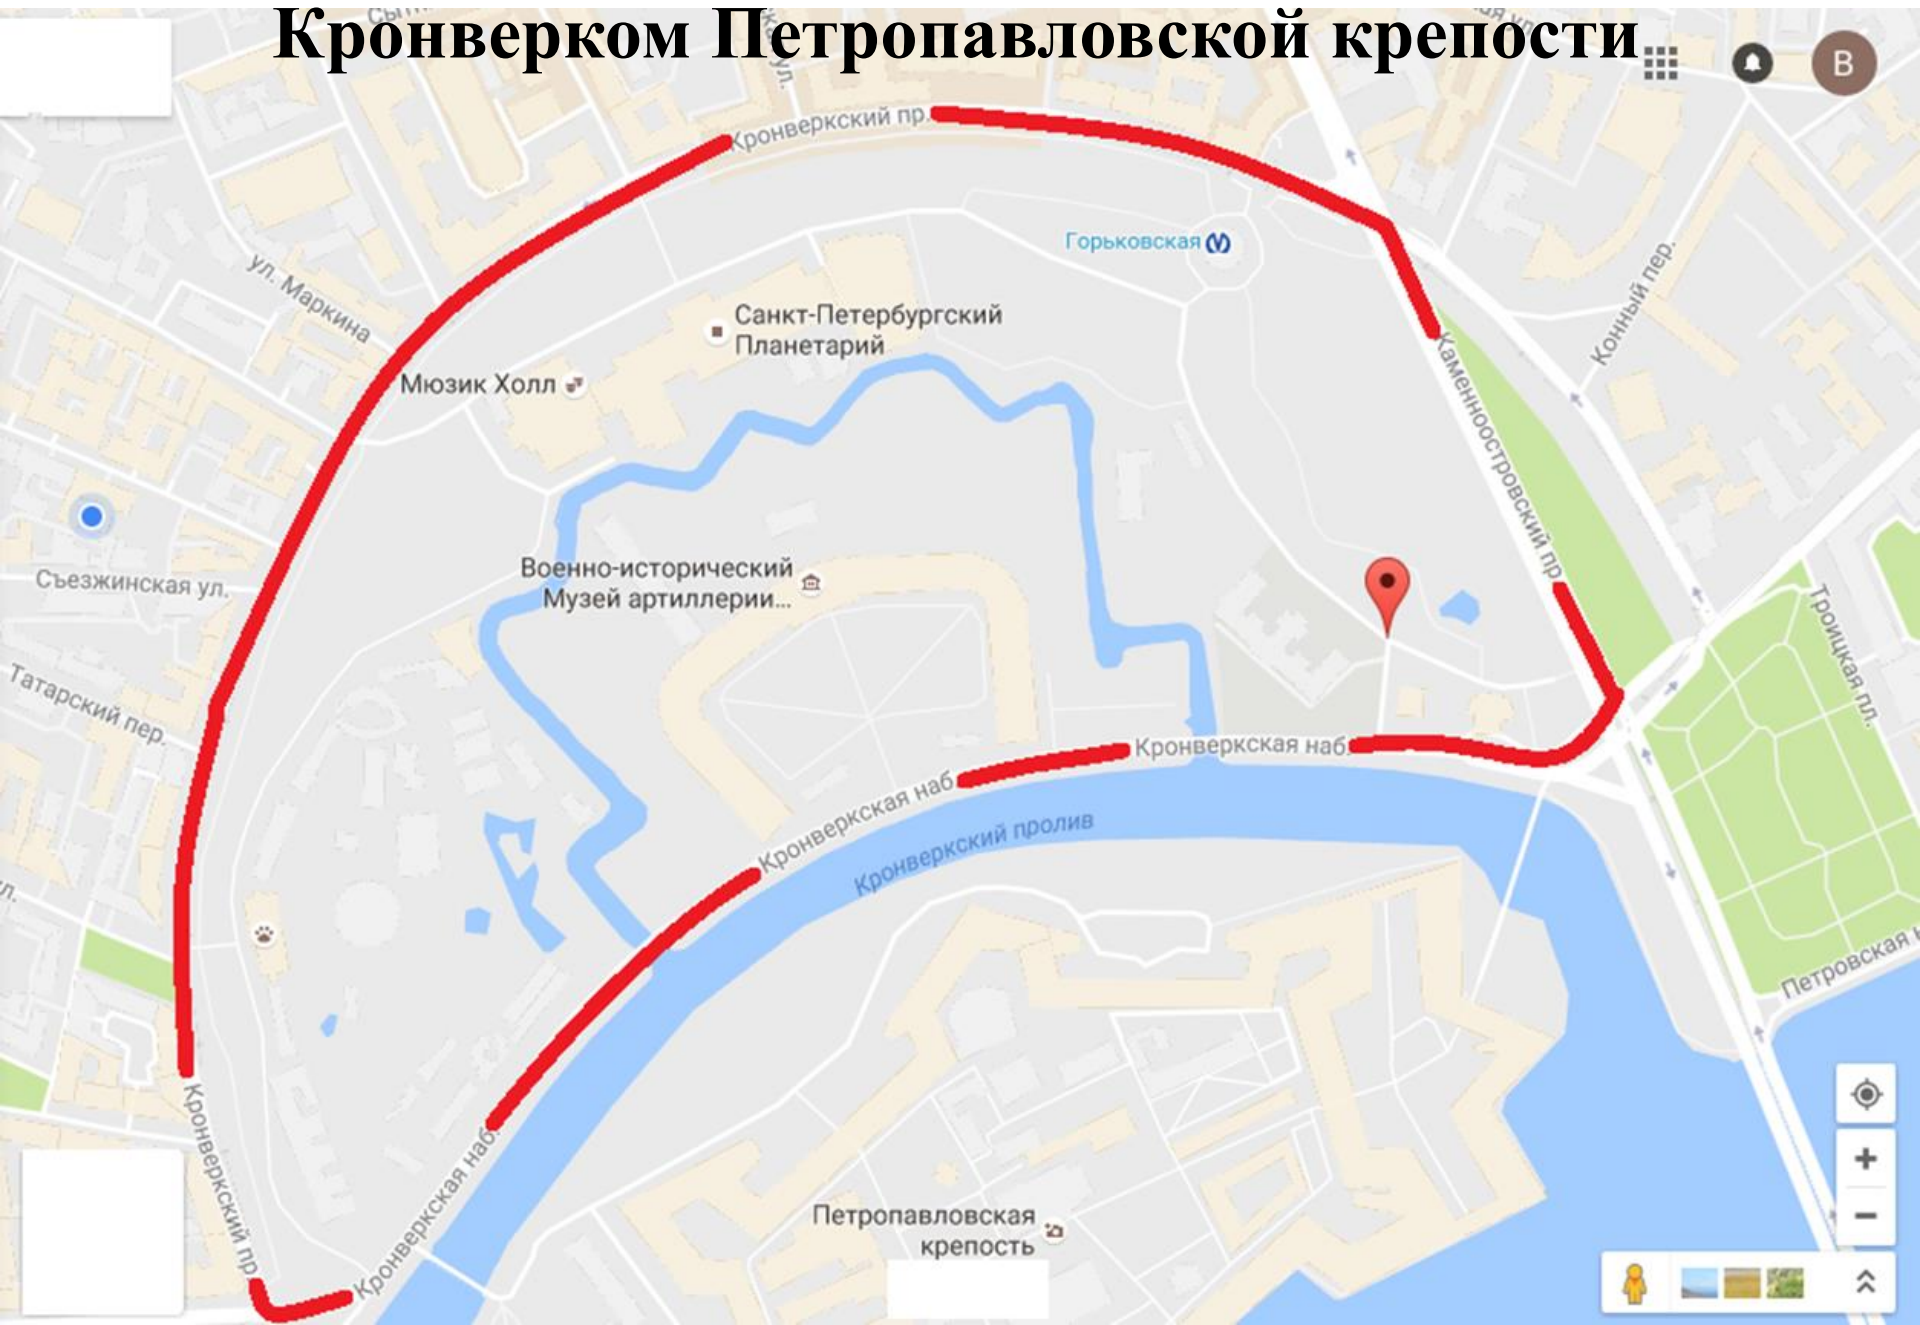 Кронверком Петропавловской крепости
В
Кронверкский пр.
Горьковская
ул. Маркина
Конный пер.
Санкт-Петербургский
Планетарий
Мюзик Холл
Каменноостровский пр.
Военно-исторический
Музей артиллерии...
Съезжинская ул.
Троицкая пл.
Татарский пер.
Кронверкская наб.
Кронверкская наб.
Кронверкский пролив
Петровская
Кронверкский пр.
Кронверкская наб.
Петропавловская
крепость